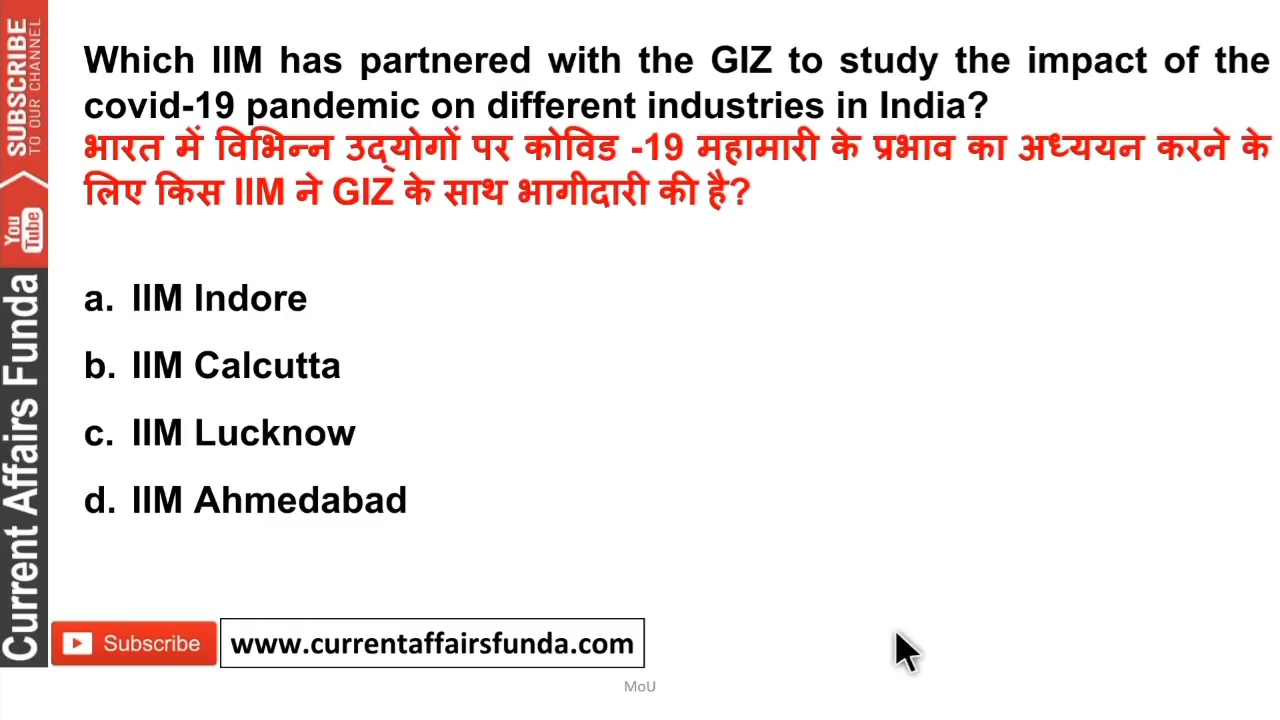 Which IIM has partnered with the GIZ to study the impact of the
covid-19 pandemic on different industries in India?
भारत में विभिन्न उद्योगों पर कोविड -19 महामारी के प्रभाव का अध्ययन करने के
लिए किस IIM ने GIZ के साथ भागीदारी की है?
a. IIM Indore
b. IIM Calcutta
c. IIM Lucknow
d. IIM Ahmedabad
SUBSCRIBE
TO OUR CHANNEL
You
Tube
Current Affairs Funda
Subscribe
www.currentaffairsfunda.com
MoU